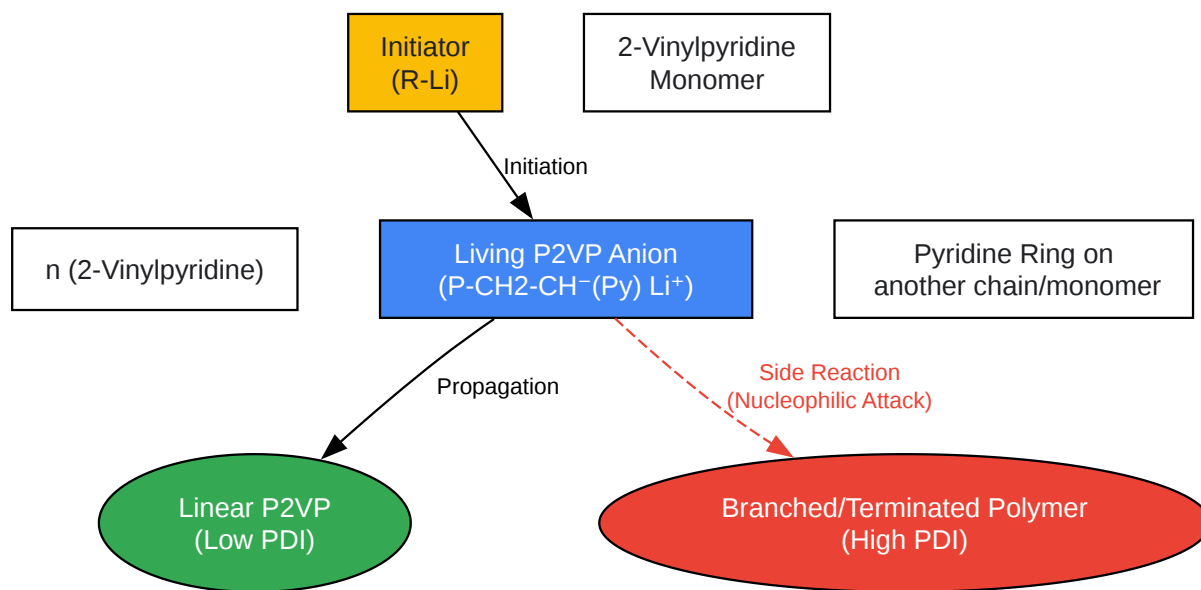 Initiator
(R-Li)
2-Vinylpyridine
Monomer
Initiation
n (2-Vinylpyridine)
Living P2VP Anion
(P-CH2-CH⁻(Py) Li⁺)
Pyridine Ring on
another chain/monomer
Propagation
Side Reaction
(Nucleophilic Attack)
Linear P2VP
(Low PDI)
Branched/Terminated Polymer
(High PDI)